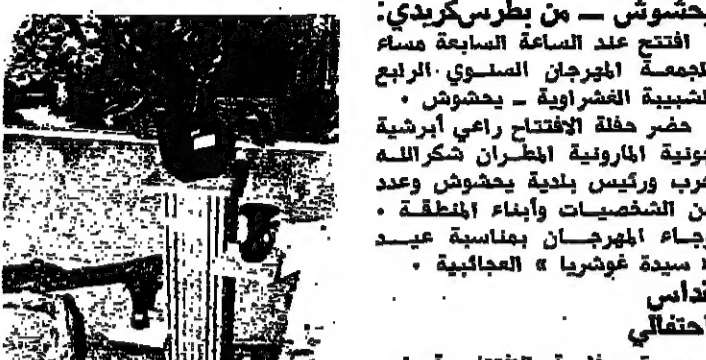 يحشوش — من بطرس كريدي:
افتتح عند الساعة السابعة مساء
الجمعة المهرجان السنوي الرابع
للشبيبة الغشراوية – يحشوش .
حضر حفلة الافتتاح راعي أبرشية
جونية المارونية المطران شكرالله
حرب ورئيس بلدية يحشوش وعدد
من الشخصيات وأبناء المنطقة .
وجاء المهرجان بمناسبة عيد
« سيدة غوشريا » العجائبية .
قداس
احتفالي